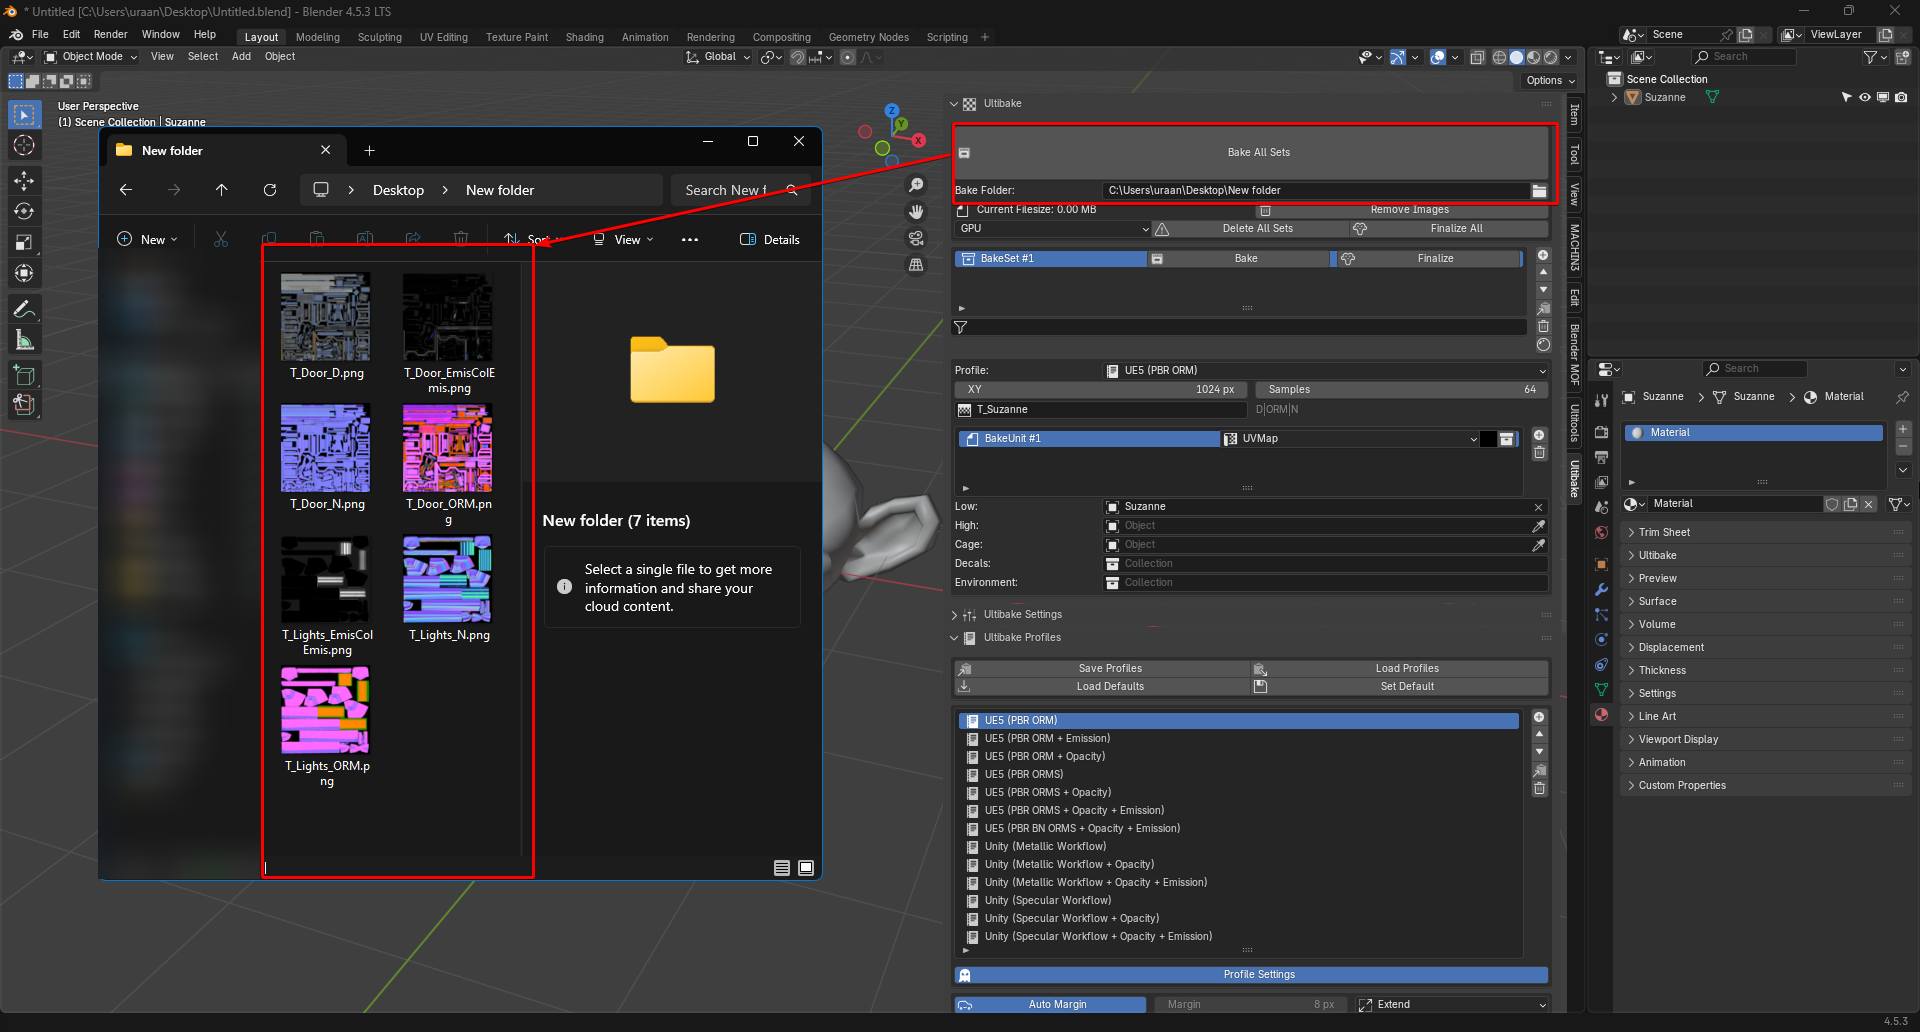 * Untitled [C:\Users\uraan\Desktop\Untitled.blend] - Blender 4.5.3 LTS
File Edit Render Window Help
Layout Modeling Sculpting UV Editing Texture Paint Shading Animation Rendering Compositing Geometry Nodes Scripting +
Scene
ViewLayer
Object Mode View Select Add Object
Global
Options
Search
Scene Collection
Suzanne
User Perspective
(1) Scene Collection | Suzanne
Z
Y
X
New folder
Desktop > New folder
Search New f
New
Sort
View
Details
T_Door_D.png
T_Door_EmisColE
mis.png
T_Door_N.png
T_Door_ORM.pn
g
T_Lights_EmisCol
Emis.png
T_Lights_N.png
T_Lights_ORM.p
ng
New folder (7 items)
Select a single file to get more
information and share your
cloud content.
Ultibake
Bake All Sets
Bake Folder: C:\Users\uraan\Desktop\New folder
Current Filesize: 0.00 MB
Remove Images
GPU
Delete All Sets
Finalize All
BakeSet #1
Bake
Finalize
Profile: UE5 (PBR ORM)
XY 1024 px
Samples 64
T_Suzanne
D|ORM|N
BakeUnit #1
UVMap
Low: Suzanne
High: Object
Cage: Object
Decals: Collection
Environment: Collection
Ultibake Settings
Ultibake Profiles
Save Profiles
Load Profiles
Load Defaults
Set Default
UE5 (PBR ORM)
UE5 (PBR ORM + Emission)
UE5 (PBR ORM + Opacity)
UE5 (PBR ORMS)
UE5 (PBR ORMS + Opacity)
UE5 (PBR ORMS + Opacity + Emission)
UE5 (PBR BN ORMS + Opacity + Emission)
Unity (Metallic Workflow)
Unity (Metallic Workflow + Opacity)
Unity (Metallic Workflow + Opacity + Emission)
Unity (Specular Workflow)
Unity (Specular Workflow + Opacity)
Unity (Specular Workflow + Opacity + Emission)
Profile Settings
Auto Margin
Margin 8 px
Extend
Item
Tool
View
MACHIN3
Edit
Blender MOF
Ultitools
Ultibake
Search
Suzanne > Suzanne > Material
Material
Material
Trim Sheet
Ultibake
Preview
Surface
Volume
Displacement
Thickness
Settings
Line Art
Viewport Display
Animation
Custom Properties
4.5.3